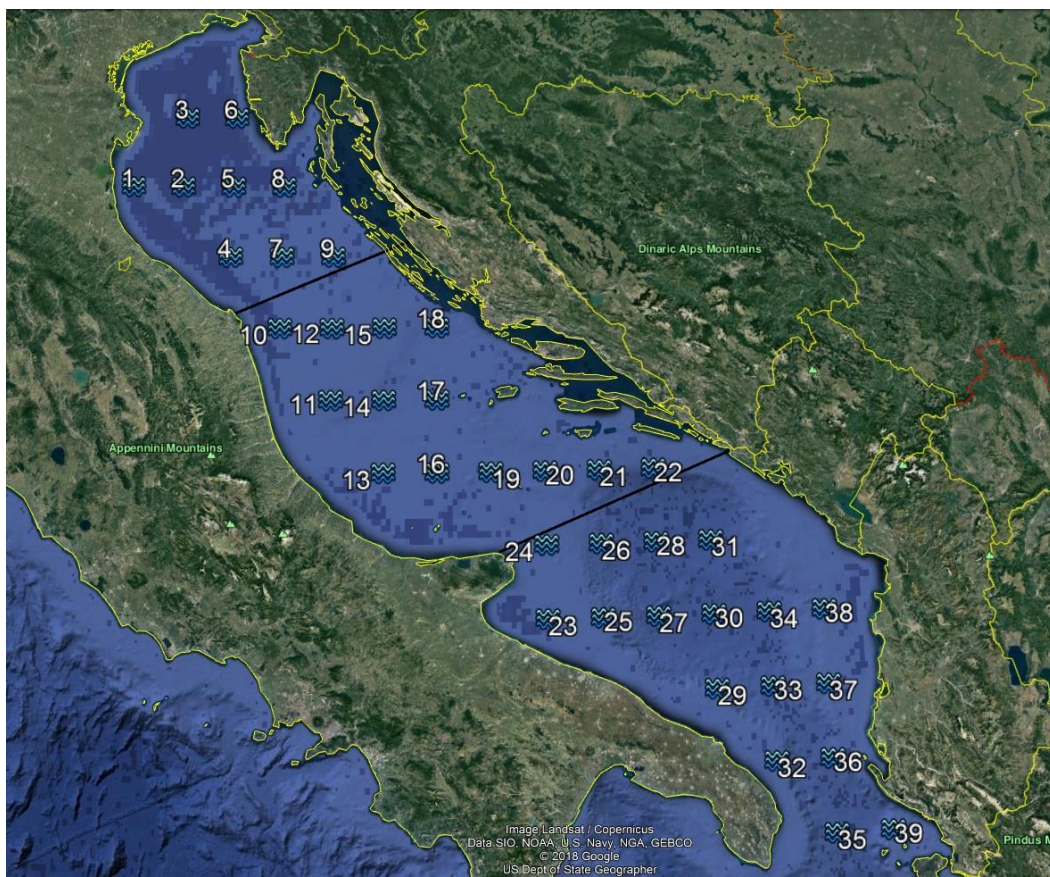 3 6
1 2 5 8
4 7 9
Dinaric Alps Mountains
10 12 15 18
11 14 17
Appennini Mountains
13 16 19 20 21 22
24 26 28 31
23 25 27 30 34 38
29 33 37
32 36
35 39
Image Landsat / Copernicus
Data SIO, NOAA, U.S. Navy, NGA, GEBCO
© 2018 Google
US Dept of State Geographer
Pindus M